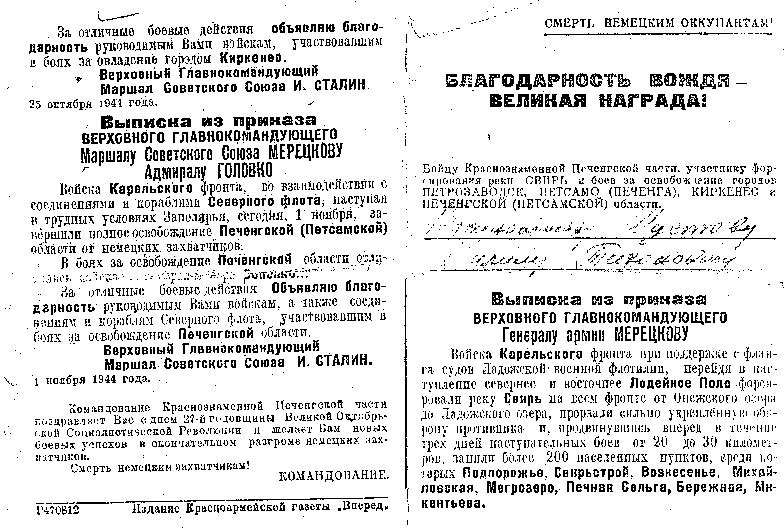 За отличные боевые действия объявляю благо-
дарность руководимым Вами войскам, участвовавшим
в боях за овладение городом Киркенес.
Верховный Главнокомандующий
Маршал Советского Союза И. СТАЛИН.
25 октября 1944 года.
Выписка из приказа
ВЕРХОВНОГО ГЛАВНОКОМАНДУЮЩЕГО
Маршалу Советского Союза МЕРЕЦКОВУ
Адмиралу ГОЛОВКО
Войска Карельского фронта, во взаимодействии с
соединениями и кораблями Северного флота, наступая
в трудных условиях Заполярья, сегодня, 1 ноября, за-
вершили полное освобождение Печенгской (Петсамской)
области от немецких захватчиков.
В боях за освобождение Печенгской области
За отличные боевые действия Объявляю благо-
дарность руководимым Вами войскам, а также соеди-
нениям и кораблям Северного флота, участвовавшим в
боях за освобождение Печенгской области.
Верховный Главнокомандующий
Маршал Советского Союза И. СТАЛИН.
1 ноября 1944 года.
Командование Краснознаменной Печенгской части
поздравляет Вас с днем 27-й годовщины Великой Октябрь-
ской Социалистической Революции и желает Вам новых
боевых успехов в окончательном разгроме немецких зах-
ватчиков.
Смерть немецким захватчикам!
КОМАНДОВАНИЕ.
Г470812 Издание Красноармейской газеты „Вперед„
СМЕРТЬ НЕМЕЦКИМ ОККУПАНТАМ!
БЛАГОДАРНОСТЬ ВОЖДЯ —
ВЕЛИКАЯ НАГРАДА!
Бойцу Краснознаменной Печенгской части, участнику фор-
сирования реки СВИРЬ и боев за освобождение городов
ПЕТРОЗАВОДСК, ПЕТСАМО (ПЕЧЕНГА), КИРКЕНЕС и
ПЕЧЕНГСКОЙ (ПЕТСАМСКОЙ) области.
Выписка из приказа
ВЕРХОВНОГО ГЛАВНОКОМАНДУЮЩЕГО
Генералу армии МЕРЕЦКОВУ
Войска Карельского фронта при поддержке с флан-
га судов Ладожской военной флотилии, перейдя в нас-
тупление севернее и восточнее Лодейное Поле форси-
ровали реку Свирь на всем фронте от Онежского озера
до Ладожского озера, прорвали сильно укреплённую обо-
рону противника и, продвинувшись вперед в течение
трех дней наступательных боев от 20 до 30 километ-
ров, заняли более 200 населенных пунктов, среди ко-
торых Подпорожье, Свирьстрой, Вознесенье, Михай-
ловская, Мегрозеро, Печная Сельга, Бережная, Ми-
кентьева.